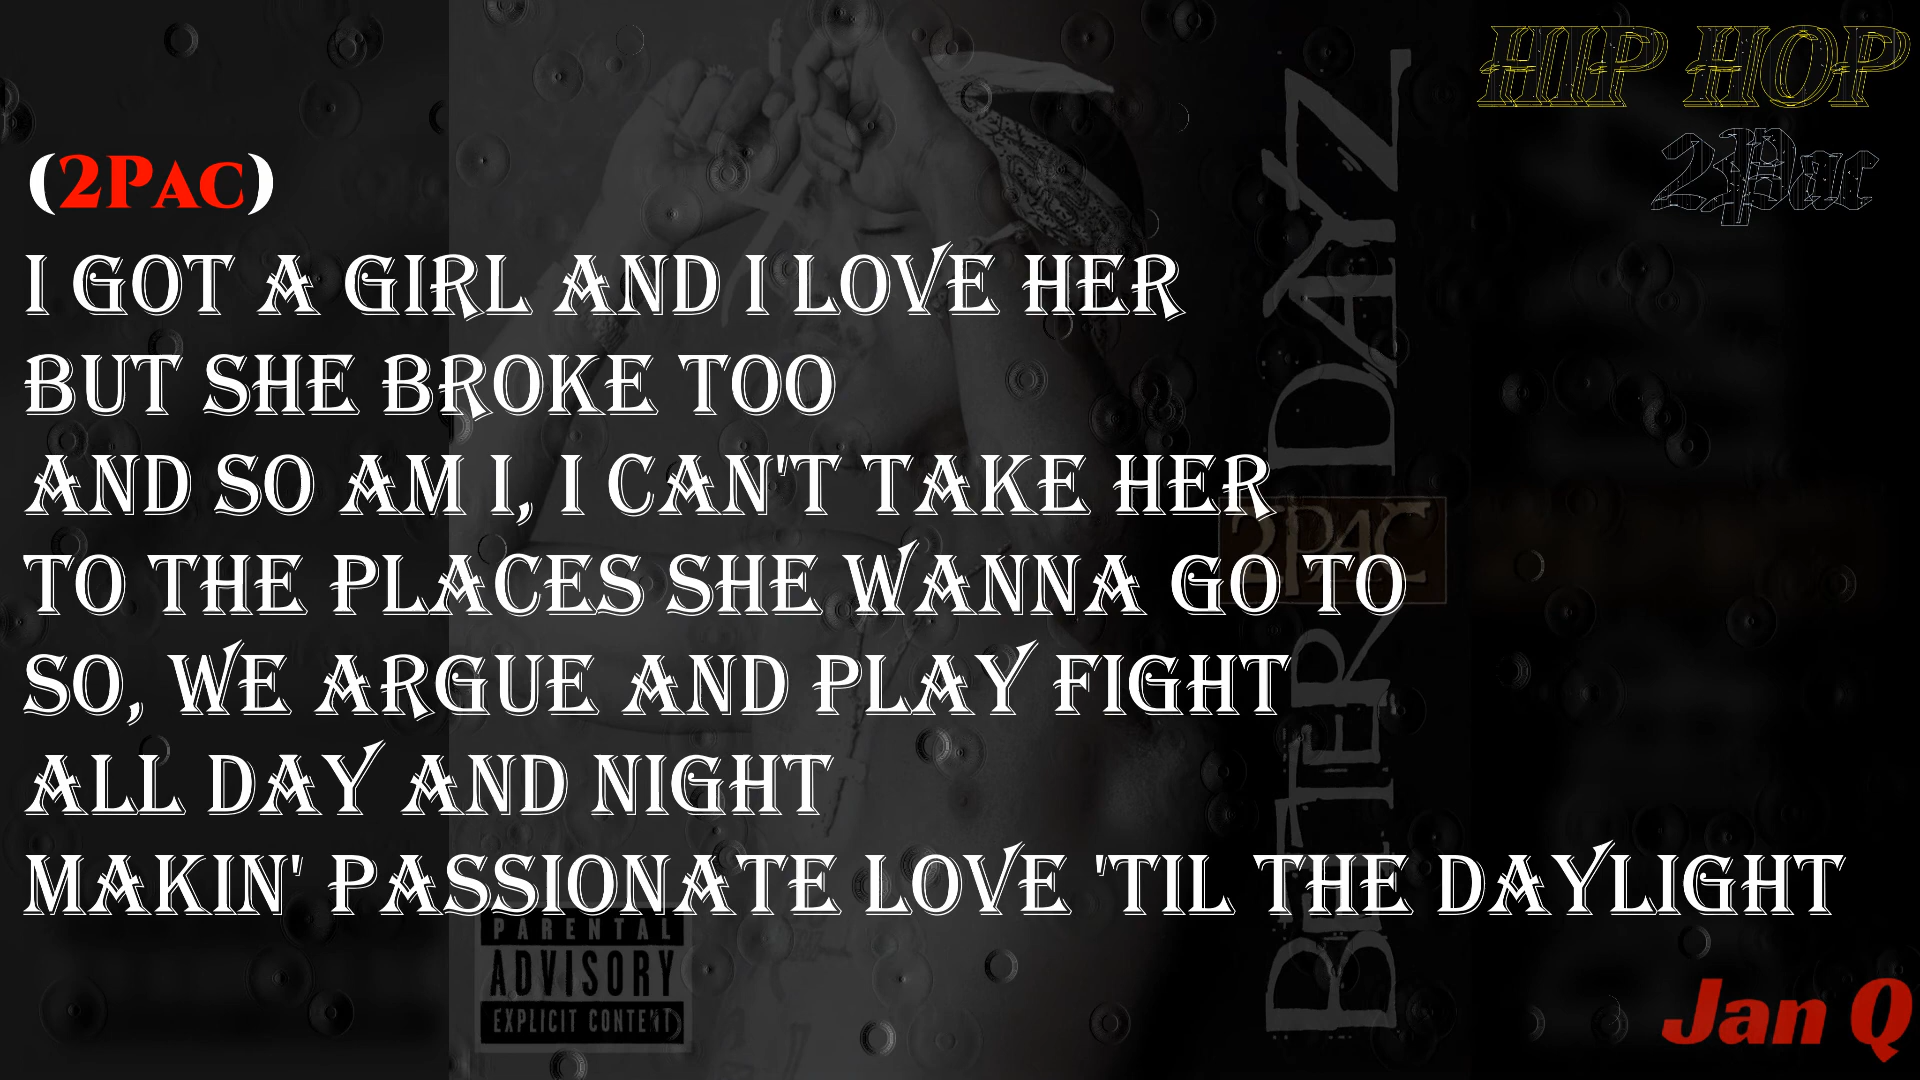 HIP HOP
2Pac
(2PAC)
I GOT A GIRL AND I LOVE HER
BUT SHE BROKE TOO
AND SO AM I, I CAN'T TAKE HER
TO THE PLACES SHE WANNA GO TO
SO, WE ARGUE AND PLAY FIGHT
ALL DAY AND NIGHT
MAKIN' PASSIONATE LOVE 'TIL THE DAYLIGHT
BETTER DAYZ
2PAC
PARENTAL
ADVISORY
EXPLICIT CONTENT
Jan Q